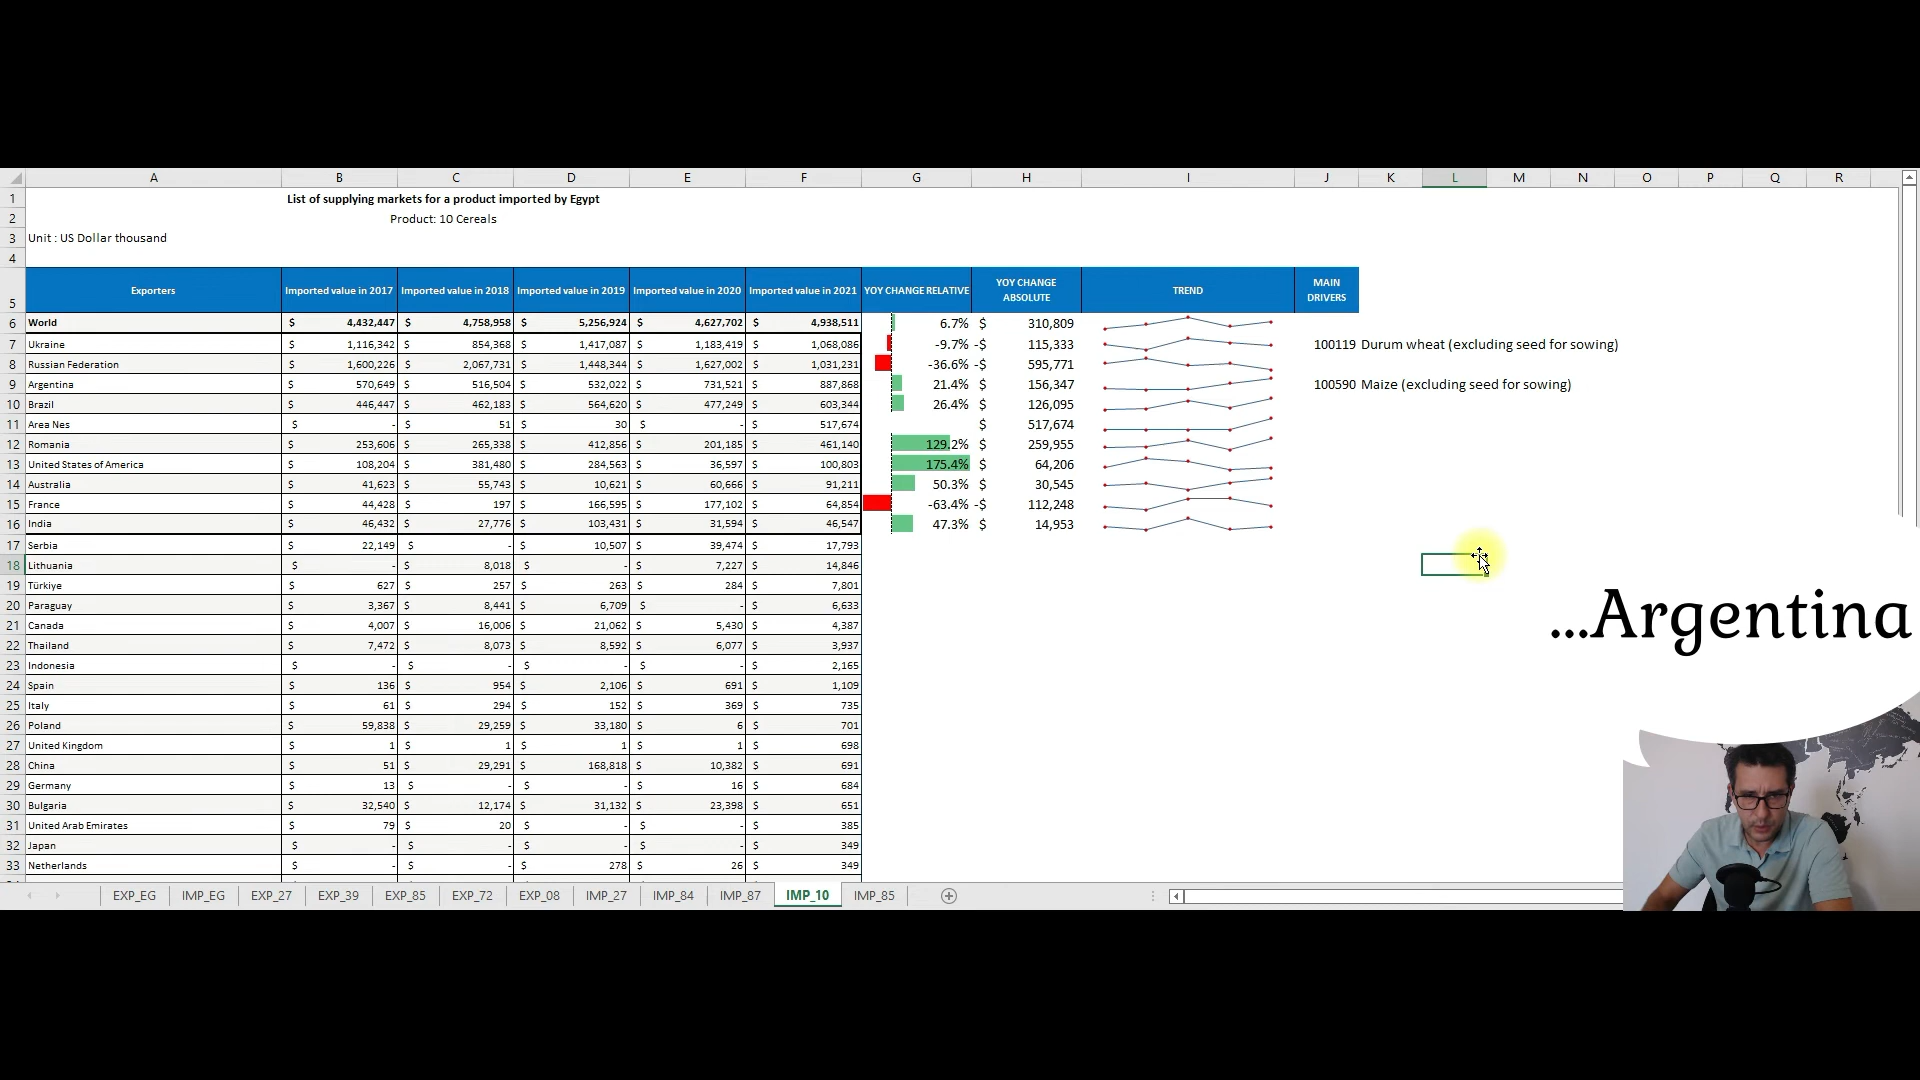 A B C D E F G H I J K L M N O P Q R
1 List of supplying markets for a product imported by Egypt
2 Product: 10 Cereals
3 Unit : US Dollar thousand
4
5 Exporters Imported value in 2017 Imported value in 2018 Imported value in 2019 Imported value in 2020 Imported value in 2021 YOY CHANGE RELATIVE YOY CHANGE ABSOLUTE TREND MAIN DRIVERS
6 World $ 4,432,447 $ 4,758,958 $ 5,256,924 $ 4,627,702 $ 4,938,511 6.7% $ 310,809
7 Ukraine $ 1,116,342 $ 854,368 $ 1,417,087 $ 1,183,419 $ 1,068,086 -9.7% -$ 115,333 100119 Durum wheat (excluding seed for sowing)
8 Russian Federation $ 1,600,226 $ 2,067,731 $ 1,448,344 $ 1,627,002 $ 1,031,231 -36.6% -$ 595,771
9 Argentina $ 570,649 $ 516,504 $ 532,022 $ 731,521 $ 887,868 21.4% $ 156,347 100590 Maize (excluding seed for sowing)
10 Brazil $ 446,447 $ 462,183 $ 564,620 $ 477,249 $ 603,344 26.4% $ 126,095
11 Area Nes $ - $ 51 $ 30 $ - $ 517,674 $ 517,674
12 Romania $ 253,606 $ 265,338 $ 412,856 $ 201,185 $ 461,140 129.2% $ 259,955
13 United States of America $ 108,204 $ 381,480 $ 284,563 $ 36,597 $ 100,803 175.4% $ 64,206
14 Australia $ 41,623 $ 55,743 $ 10,621 $ 60,666 $ 91,211 50.3% $ 30,545
15 France $ 44,428 $ 197 $ 166,595 $ 177,102 $ 64,854 -63.4% -$ 112,248
16 India $ 46,432 $ 27,776 $ 103,431 $ 31,594 $ 46,547 47.3% $ 14,953
17 Serbia $ 22,149 $ - $ 10,507 $ 39,474 $ 17,793
18 Lithuania $ - $ 8,018 $ - $ 7,227 $ 14,846
19 Türkiye $ 627 $ 257 $ 263 $ 284 $ 7,801
20 Paraguay $ 3,367 $ 8,441 $ 6,709 $ - $ 6,633
...Argentina
21 Canada $ 4,007 $ 16,006 $ 21,062 $ 5,430 $ 4,387
22 Thailand $ 7,472 $ 8,073 $ 8,592 $ 6,077 $ 3,937
23 Indonesia $ - $ - $ - $ - $ 2,165
24 Spain $ 136 $ 954 $ 2,106 $ 691 $ 1,109
25 Italy $ 61 $ 294 $ 152 $ 369 $ 735
26 Poland $ 59,838 $ 29,259 $ 33,180 $ 6 $ 701
27 United Kingdom $ 1 $ 1 $ 1 $ 1 $ 698
28 China $ 51 $ 29,291 $ 168,818 $ 10,382 $ 691
29 Germany $ 13 $ - $ - $ 16 $ 684
30 Bulgaria $ 32,540 $ 12,174 $ 31,132 $ 23,398 $ 651
31 United Arab Emirates $ 79 $ 20 $ - $ - $ 385
32 Japan $ - $ - $ - $ - $ 349
33 Netherlands $ - $ - $ 278 $ 26 $ 349
EXP_EG IMP_EG EXP_27 EXP_39 EXP_85 EXP_72 EXP_08 IMP_27 IMP_84 IMP_87 IMP_10 IMP_85